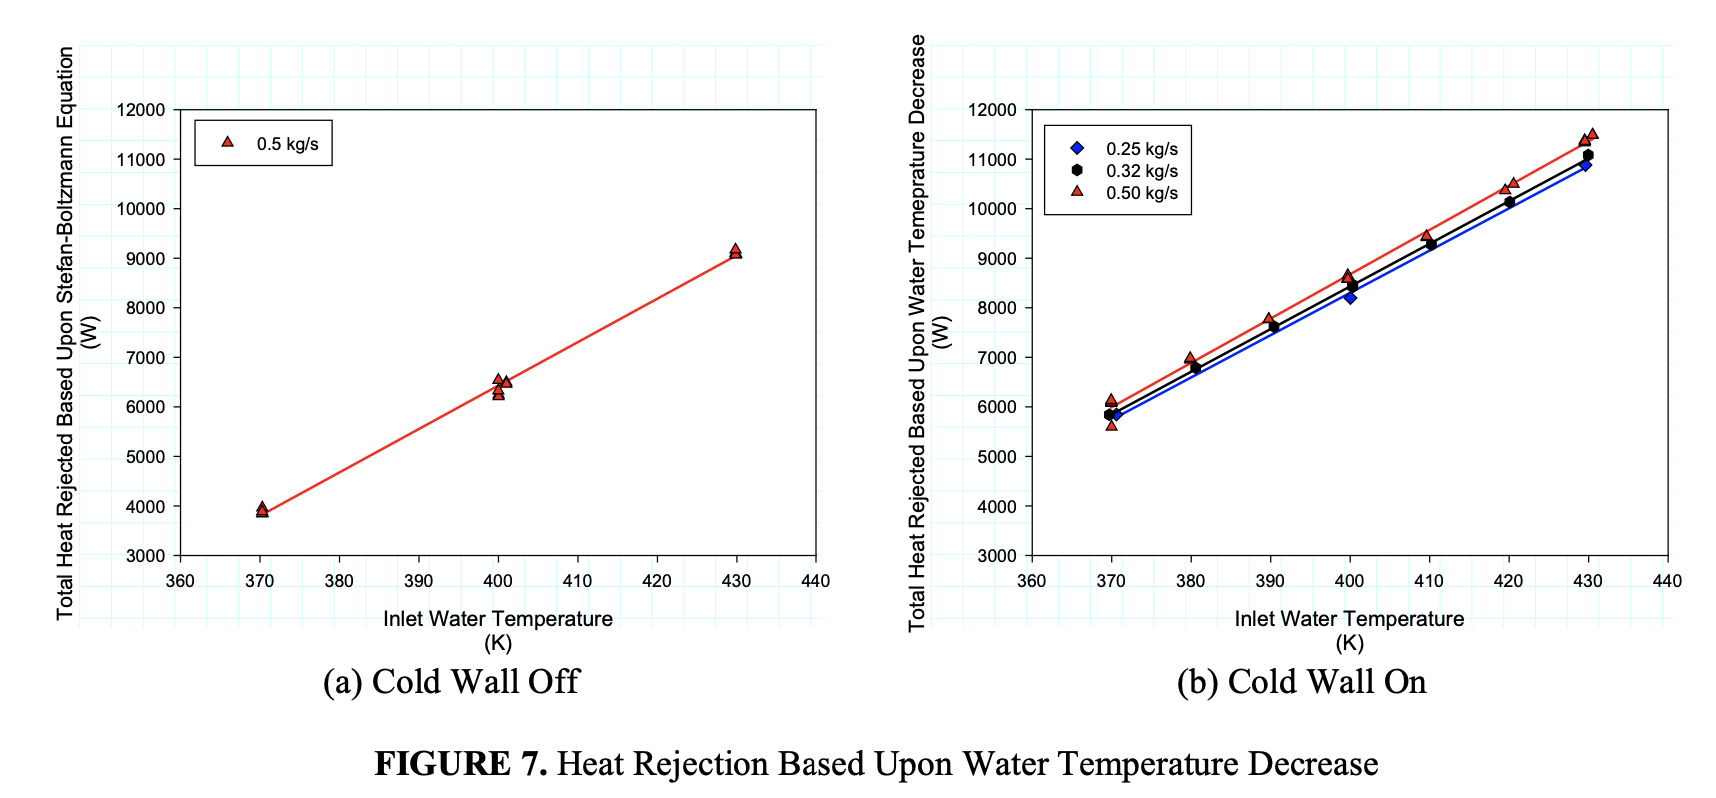 Total Heat Rejected Based Upon Stefan-Boltzmann Equation
(W)
12000
11000
10000
9000
8000
7000
6000
5000
4000
3000
0.5 kg/s
360 370 380 390 400 410 420 430 440
Inlet Water Temperature
(K)
(a) Cold Wall Off
Total Heat Rejected Based Upon Water Temeprature Decrease
(W)
12000
11000
10000
9000
8000
7000
6000
5000
4000
3000
0.25 kg/s
0.32 kg/s
0.50 kg/s
360 370 380 390 400 410 420 430 440
Inlet Water Temperature
(K)
(b) Cold Wall On
FIGURE 7. Heat Rejection Based Upon Water Temperature Decrease